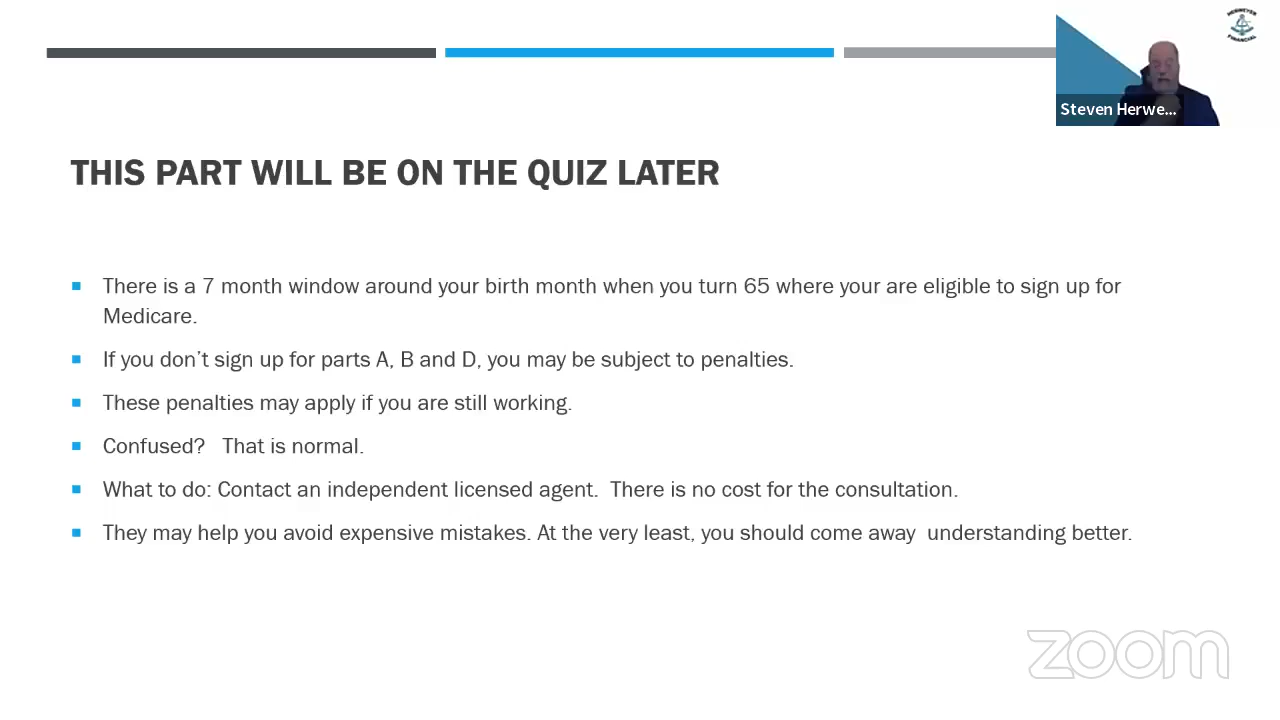 HERWEYER
FINANCIAL
Steven Herwe...
THIS PART WILL BE ON THE QUIZ LATER
There is a 7 month window around your birth month when you turn 65 where your are eligible to sign up for
Medicare.
If you don’t sign up for parts A, B and D, you may be subject to penalties.
These penalties may apply if you are still working.
Confused? That is normal.
What to do: Contact an independent licensed agent. There is no cost for the consultation.
They may help you avoid expensive mistakes. At the very least, you should come away understanding better.
zoom